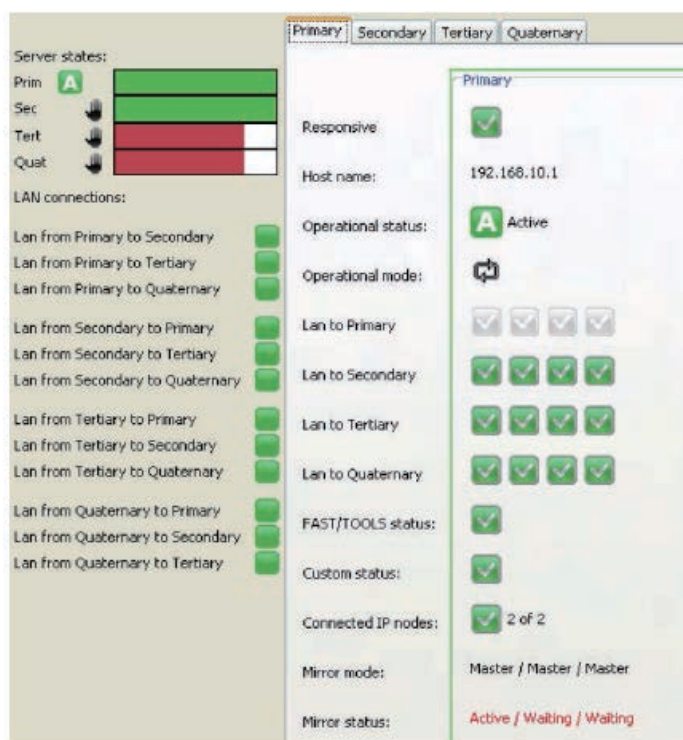 Primary Secondary Tertiary Quaternary
Server states:
Prim A
Sec
Tert
Quat
LAN connections:
Lan from Primary to Secondary
Lan from Primary to Tertiary
Lan from Primary to Quaternary
Lan from Secondary to Primary
Lan from Secondary to Tertiary
Lan from Secondary to Quaternary
Lan from Tertiary to Primary
Lan from Tertiary to Secondary
Lan from Tertiary to Quaternary
Lan from Quaternary to Primary
Lan from Quaternary to Secondary
Lan from Quaternary to Tertiary
Primary
Responsive
Host name: 192.168.10.1
Operational status: A Active
Operational mode:
Lan to Primary
Lan to Secondary
Lan to Tertiary
Lan to Quaternary
FAST/TOOLS status:
Custom status:
Connected IP nodes: 2 of 2
Mirror mode: Master / Master / Master
Mirror status: Active / Waiting / Waiting